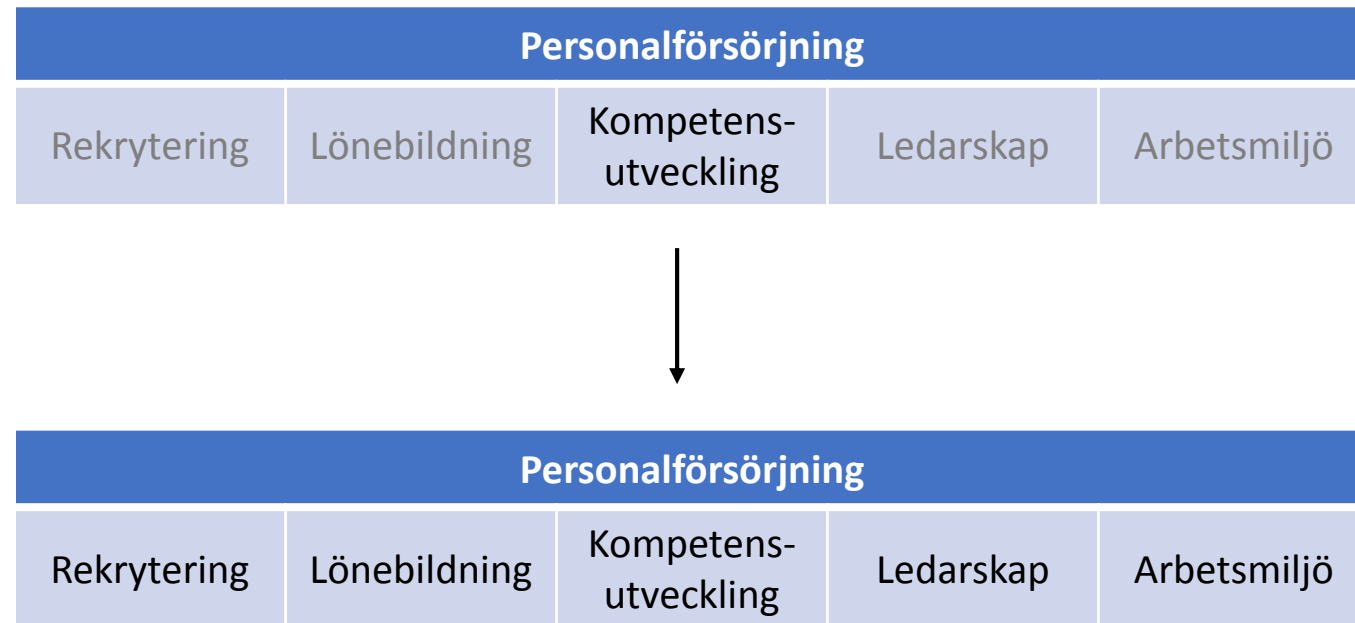 Personalförsörjning
Rekrytering Lönebildning Kompetens-
utveckling Ledarskap Arbetsmiljö
Personalförsörjning
Rekrytering Lönebildning Kompetens-
utveckling Ledarskap Arbetsmiljö